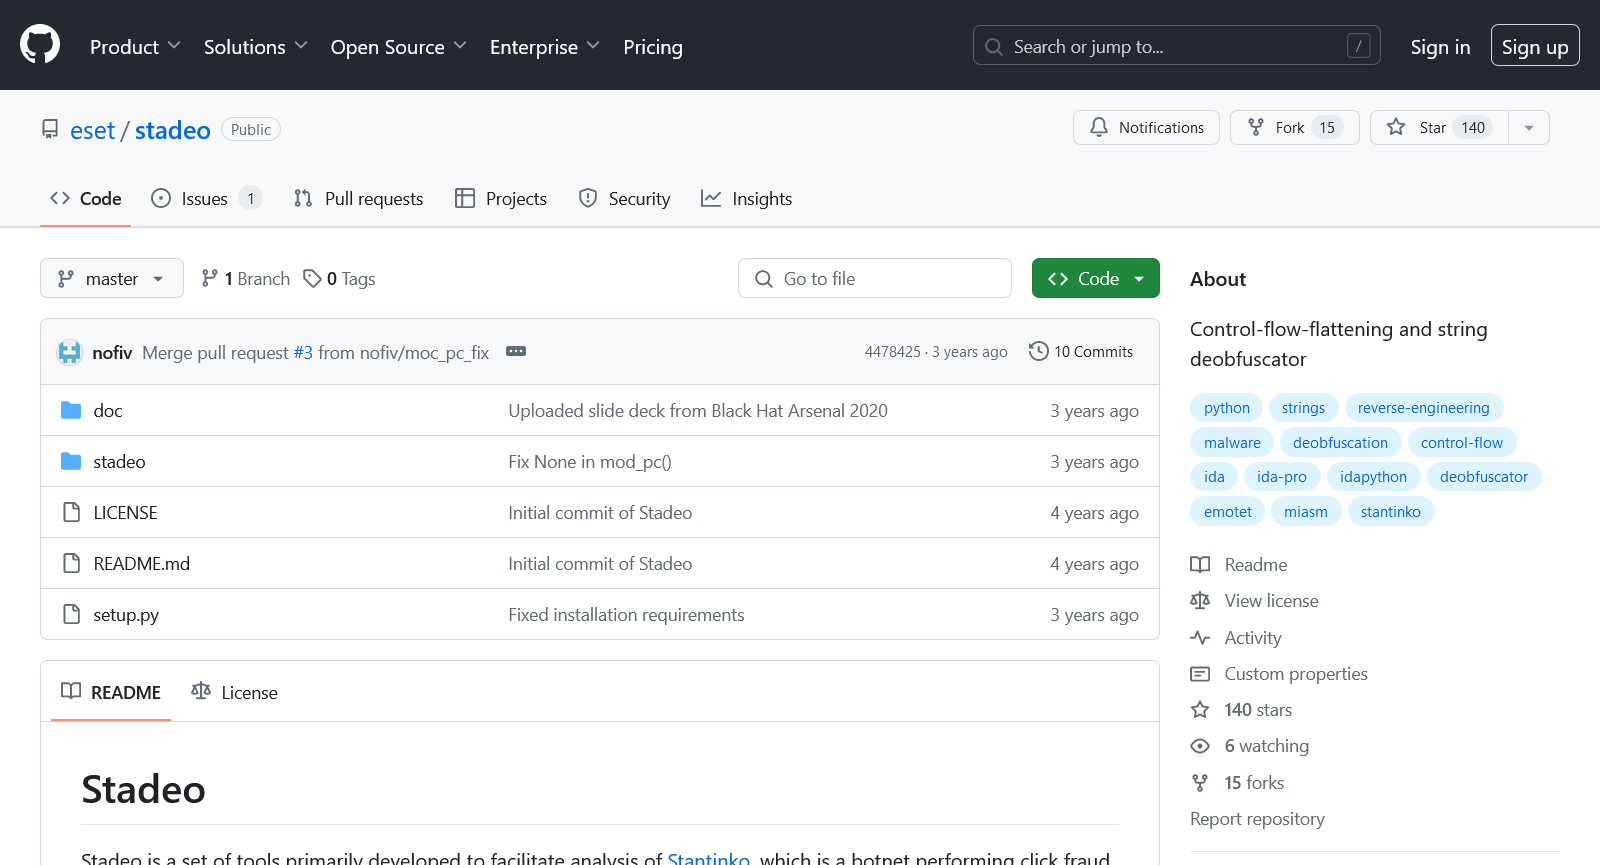 Product Solutions Open Source Enterprise Pricing Search or jump to... / Sign in Sign up
eset / stadeo Public Notifications Fork 15 Star 140
Code Issues 1 Pull requests Projects Security Insights
master 1 Branch 0 Tags Go to file Code
nofiv Merge pull request #3 from nofiv/moc_pc_fix 4478425 · 3 years ago 10 Commits
doc Uploaded slide deck from Black Hat Arsenal 2020 3 years ago
stadeo Fix None in mod_pc() 3 years ago
LICENSE Initial commit of Stadeo 4 years ago
README.md Initial commit of Stadeo 4 years ago
setup.py Fixed installation requirements 3 years ago
README License
Stadeo
Stadeo is a set of tools primarily developed to facilitate analysis of Stantinko, which is a botnet performing click fraud,
About
Control-flow-flattening and string
deobfuscator
python strings reverse-engineering
malware deobfuscation control-flow
ida ida-pro idapython deobfuscator
emotet miasm stantinko
Readme
View license
Activity
Custom properties
140 stars
6 watching
15 forks
Report repository